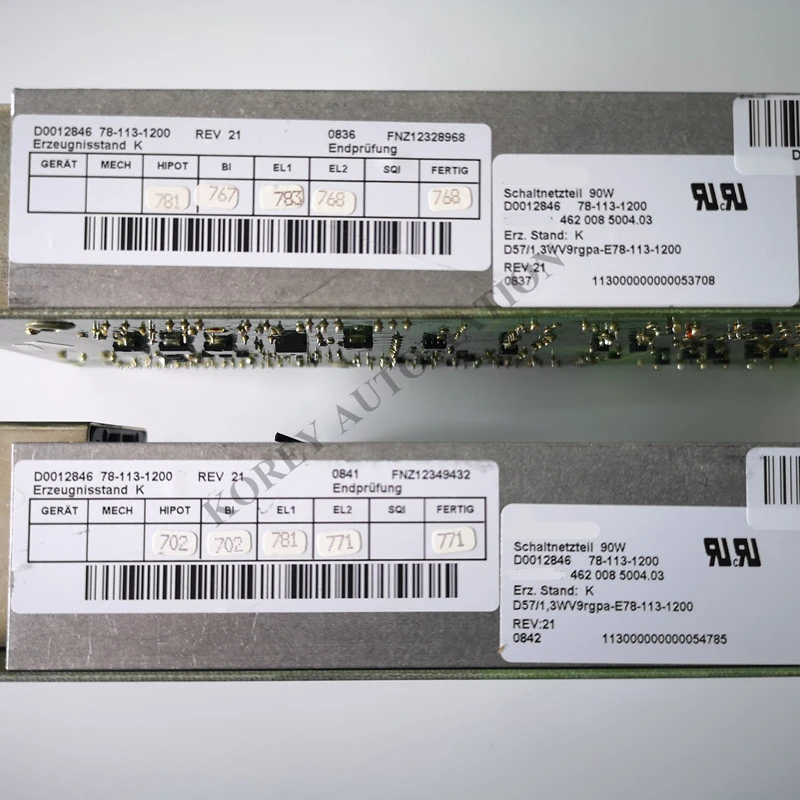 D0012846 78-113-1200 REV 21 0836 FNZ12328968
Erzeugnisstand K Endprüfung
GERÄT MECH HIPOT BI EL1 EL2 SQI FERTIG
781 767 783 768 768
Schaltnetzteil 90W
D0012846 78-113-1200
462 008 5004.03
Erz. Stand: K
D57/1,3WV9rgpa-E78-113-1200
REV:21
0837 11300000000053708
KOREY AUTOMATION
D0012846 78-113-1200 REV 21 0841 FNZ12349432
Erzeugnisstand K Endprüfung
GERÄT MECH HIPOT BI EL1 EL2 SQI FERTIG
702 702 781 771 771
Schaltnetzteil 90W
D0012846 78-113-1200
462 008 5004.03
Erz. Stand: K
D57/1,3WV9rgpa-E78-113-1200
REV:21
0842 11300000000054785